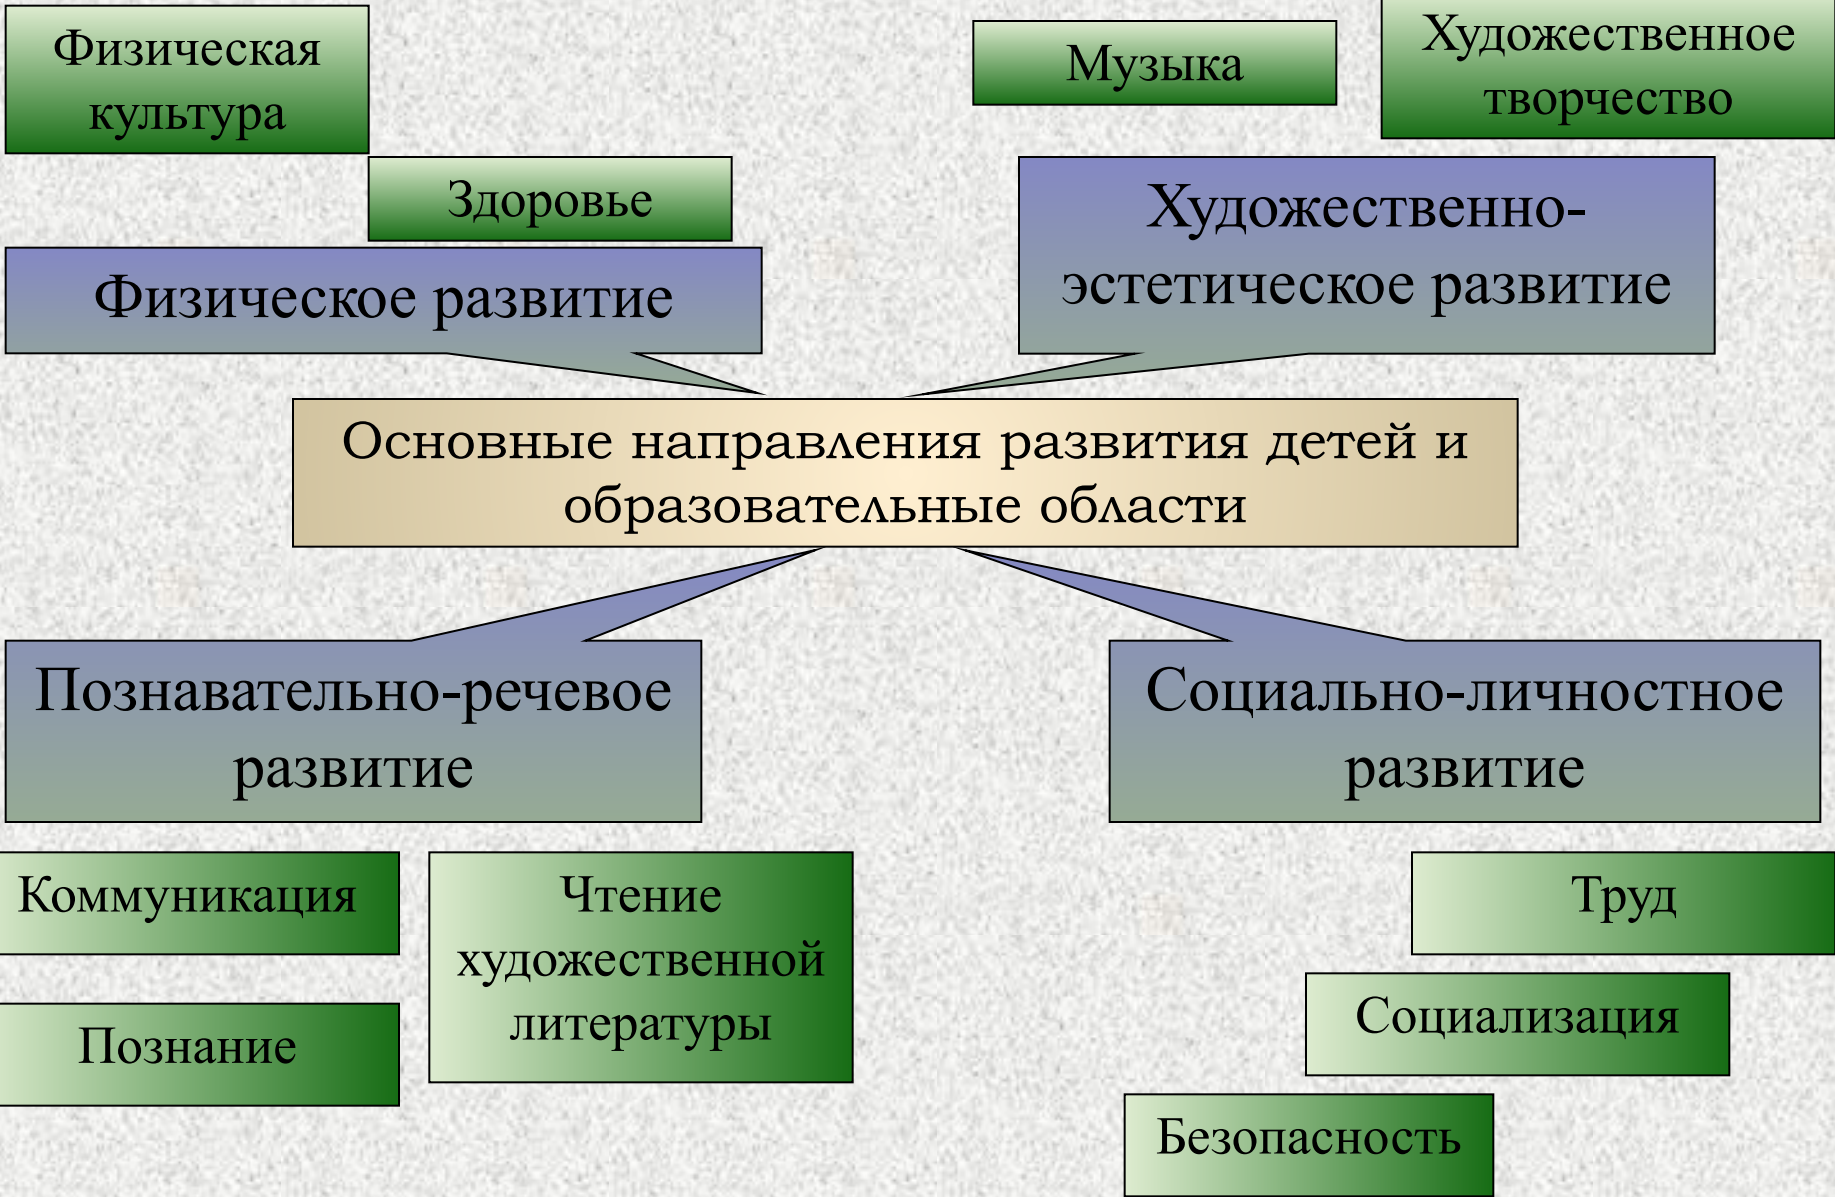 Физическая
культура
Музыка
Художественное
творчество
Здоровье
Физическое развитие
Художественно-
эстетическое развитие
Основные направления развития детей и
образовательные области
Познавательно-речевое
развитие
Социально-личностное
развитие
Коммуникация
Чтение
художественной
литературы
Познание
Труд
Социализация
Безопасность